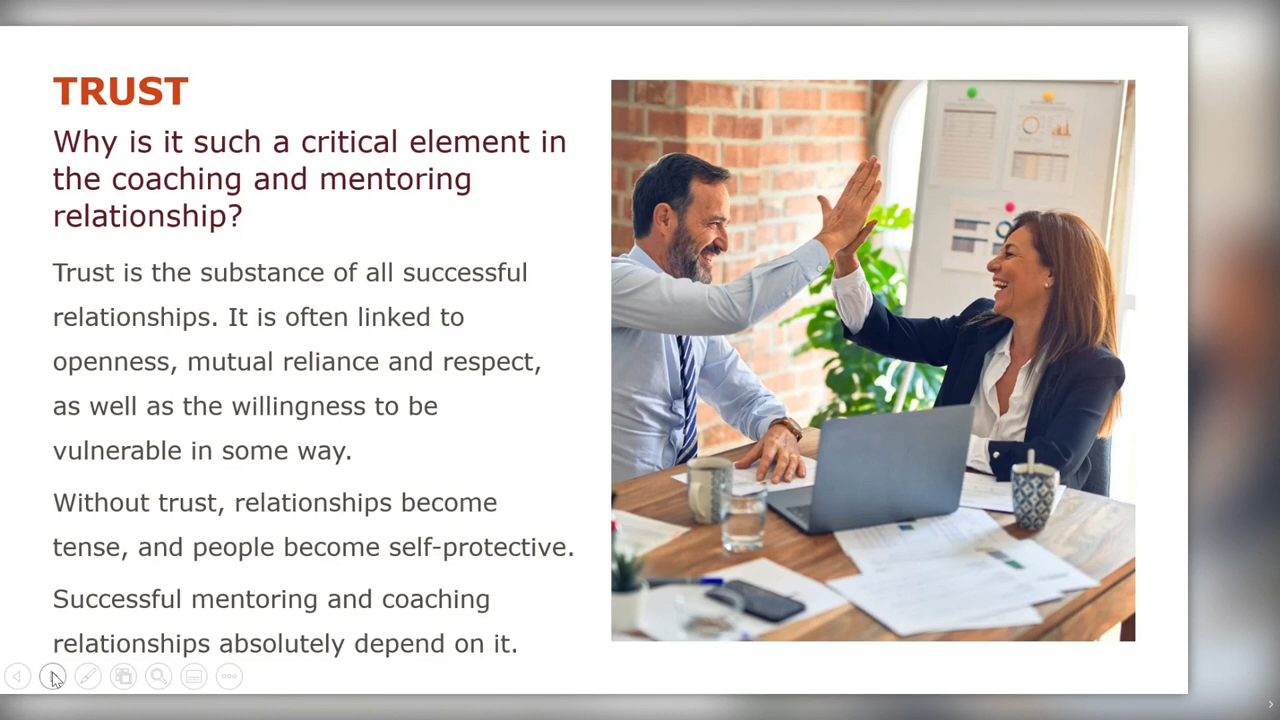 TRUST
Why is it such a critical element in
the coaching and mentoring
relationship?
Trust is the substance of all successful
relationships. It is often linked to
openness, mutual reliance and respect,
as well as the willingness to be
vulnerable in some way.
Without trust, relationships become
tense, and people become self-protective.
Successful mentoring and coaching
relationships absolutely depend on it.